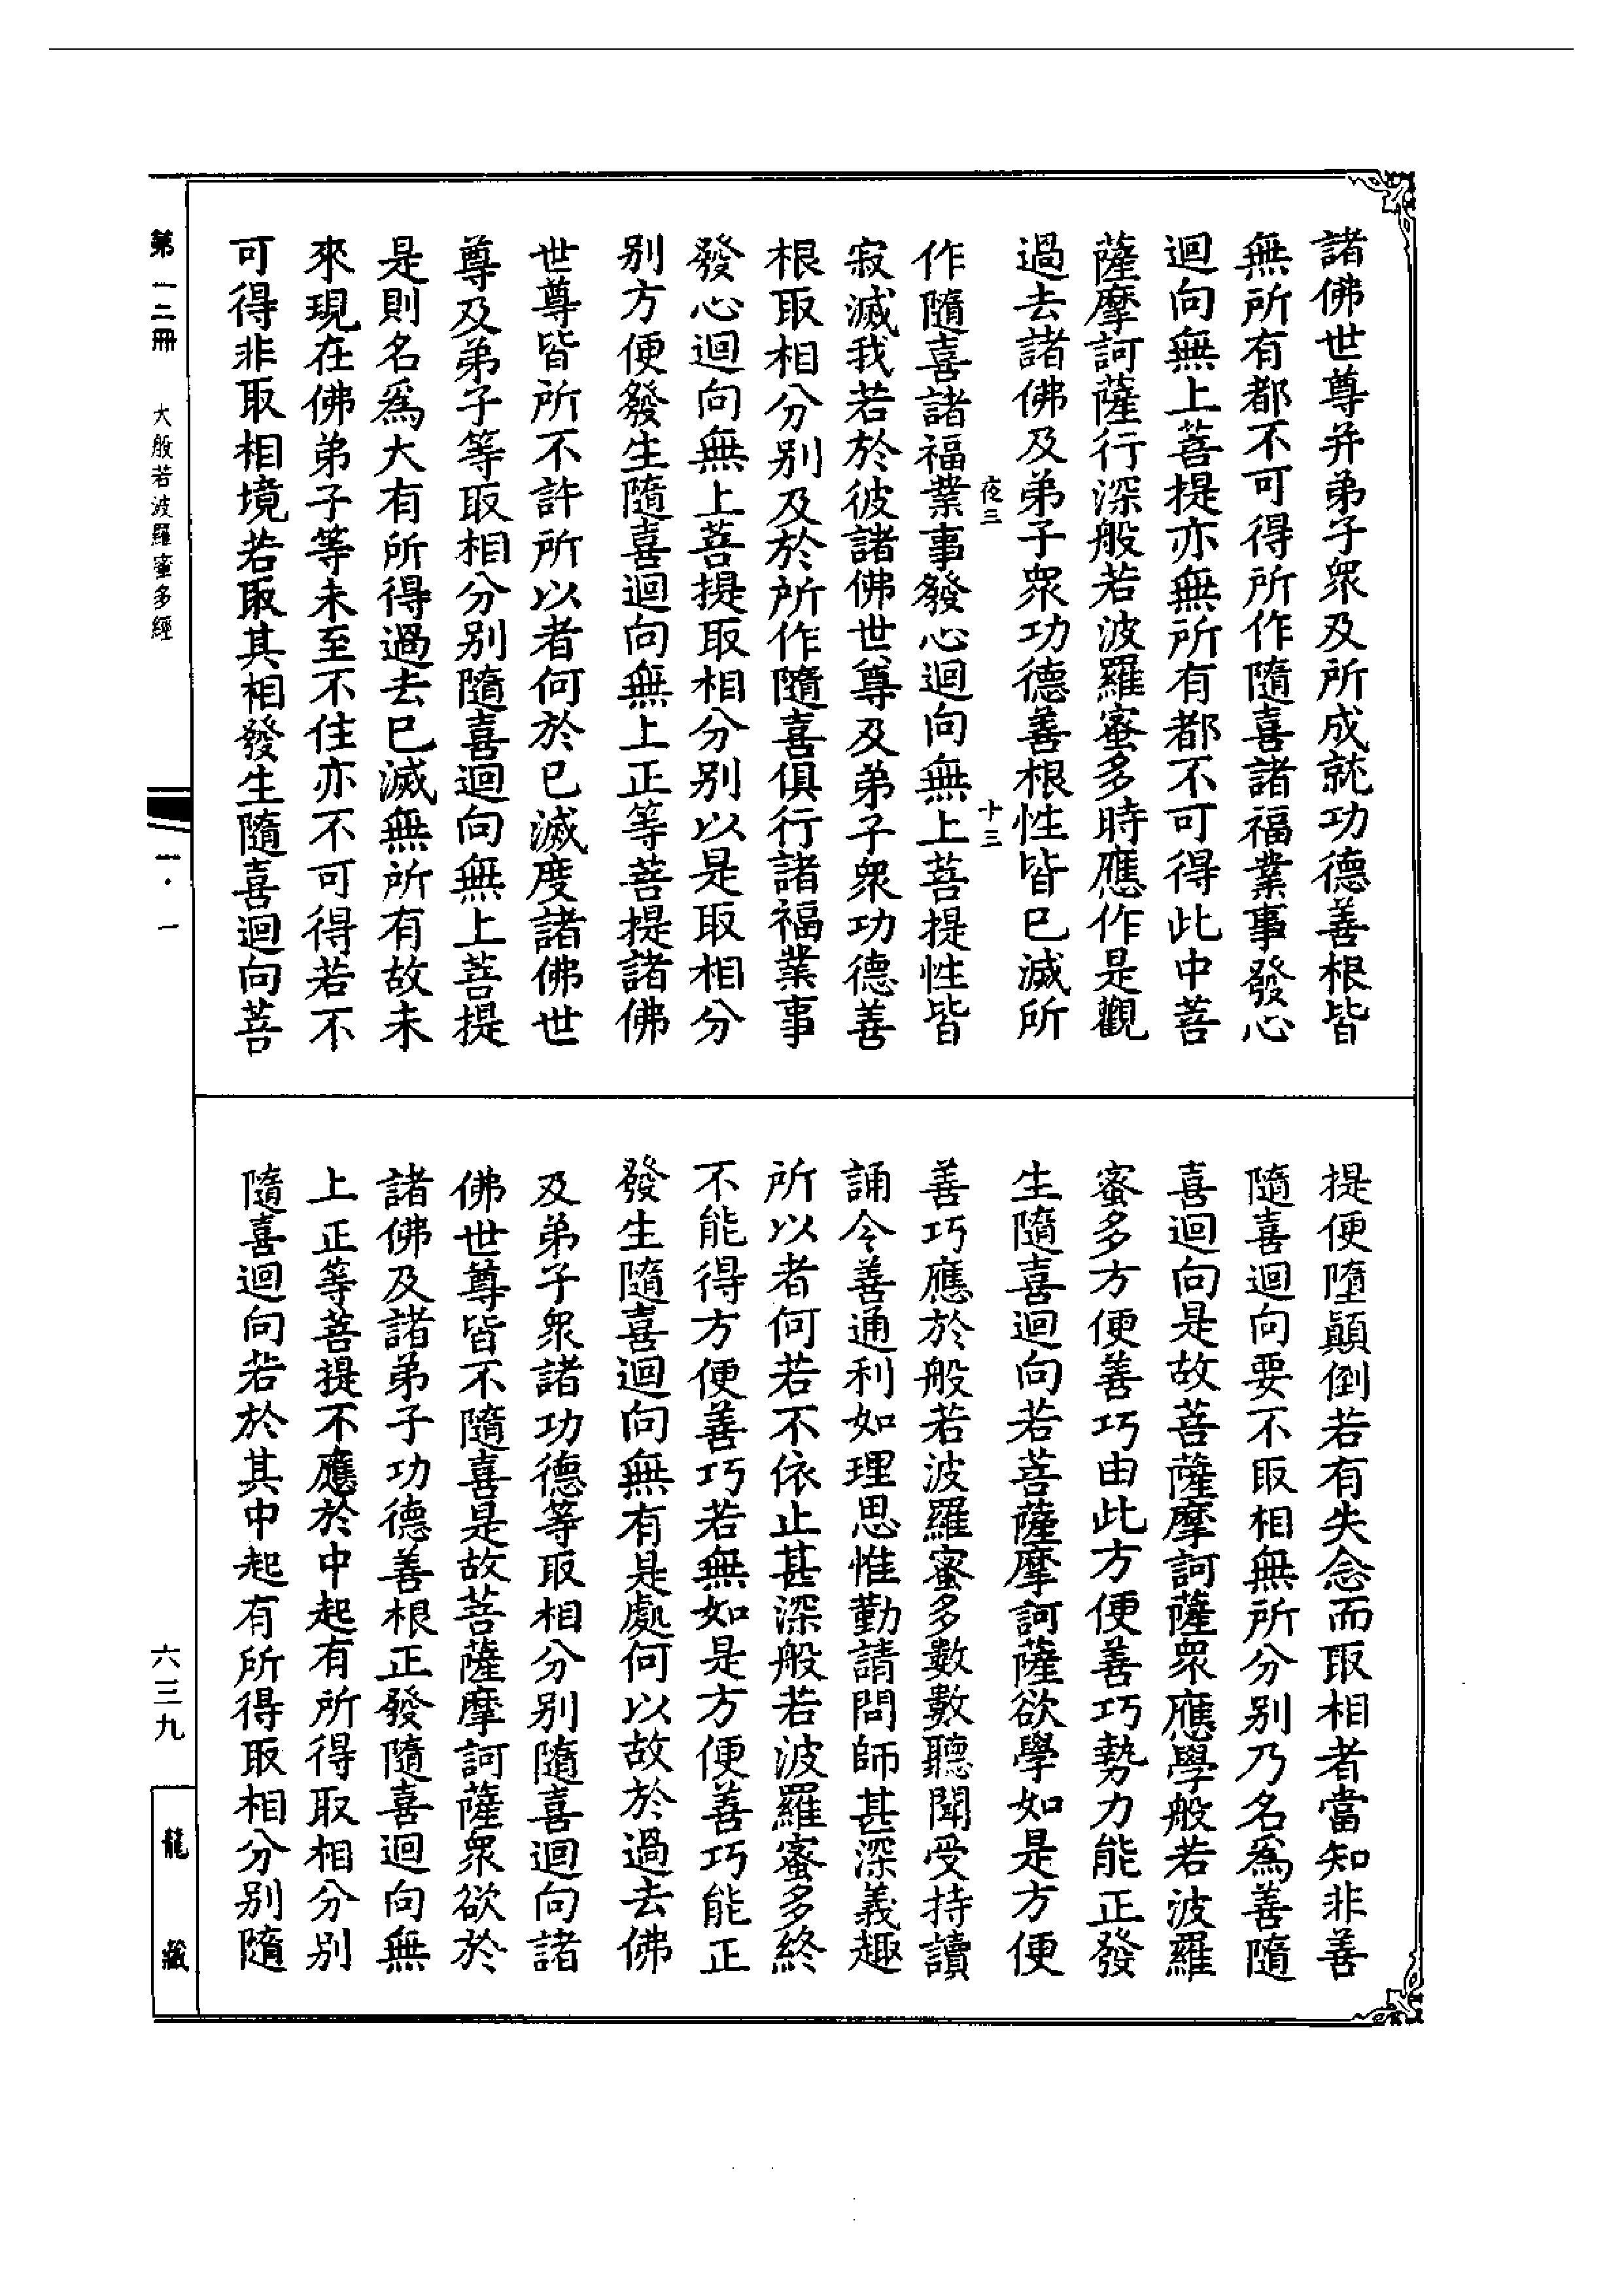 諸佛世尊并弟子衆及所成就功德善根皆
無所有都不可得所作隨喜諸福業事發心
迴向無上菩提亦無所有都不可得此中菩
薩摩訶薩行深般若波羅蜜多時應作是觀
過去諸佛及弟子衆功德善根性皆已滅所
夜三
十三
作隨喜諸福業事發心迴向無上菩提性皆
寂滅我若於彼諸佛世尊及弟子衆功德善
根取相分別及於所作隨喜俱行諸福業事
發心迴向無上菩提取相分別以是取相分
別方便發生隨喜迴向無上正等菩提諸佛
世尊皆所不許所以者何於已滅度諸佛世
尊及弟子等取相分別隨喜迴向無上菩提
是則名爲大有所得過去已滅無所有故未
來現在佛弟子等未至不住亦不可得若不
可得非取相境若取其相發生隨喜迴向菩
提便墮顚倒若有失念而取相者當知非善
隨喜迴向要不取相無所分別乃名爲善隨
喜迴向是故菩薩摩訶薩衆應學般若波羅
蜜多方便善巧由此方便善巧勢力能正發
生隨喜迴向若菩薩摩訶薩欲學如是方便
善巧應於般若波羅蜜多數數聽聞受持讀
誦令善通利如理思惟勤請問師甚深義趣
所以者何若不依止甚深般若波羅蜜多終
不能得方便善巧若無如是方便善巧能正
發生隨喜迴向無有是處何以故於過去佛
及弟子衆諸功德等取相分別隨喜迴向諸
佛世尊皆不隨喜是故菩薩摩訶薩衆欲於
諸佛及諸弟子功德善根正發隨喜迴向無
上正等菩提不應於中起有所得取相分別
隨喜迴向若於其中起有所得取相分別隨
第一二冊
大般若波羅蜜多經
一·一
六三九
龍藏